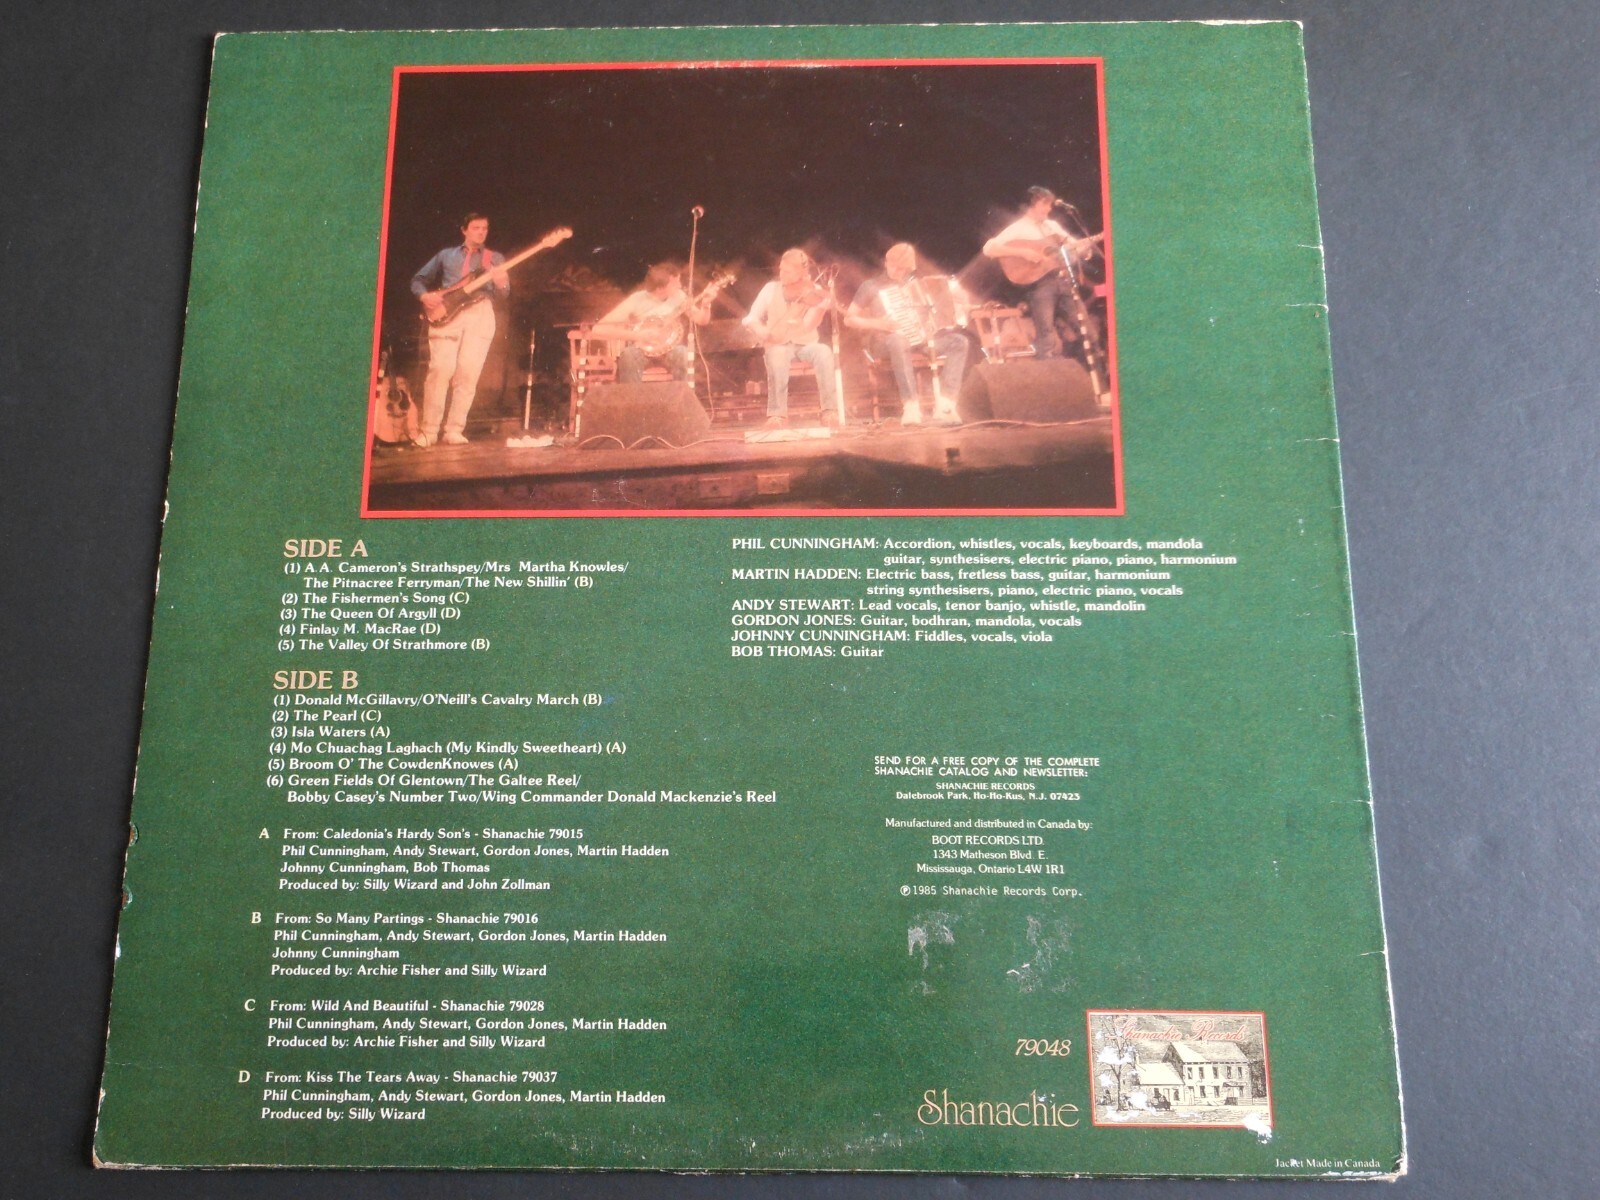 SIDE A
(1) A.A. Cameron's Strathspey/Mrs Martha Knowles/
The Pitnacree Ferryman/The New Shillin' (B)
(2) The Fishermen's Song (C)
(3) The Queen Of Argyll (D)
(4) Finlay M. MacRae (D)
(5) The Valley Of Strathmore (B)
SIDE B
(1) Donald McGillavry/O'Neill's Cavalry March (B)
(2) The Pearl (C)
(3) Isla Waters (A)
(4) Mo Chuachag Laghach (My Kindly Sweetheart) (A)
(5) Broom O' The CowdenKnowes (A)
(6) Green Fields Of Glentown/The Galtee Reel/
Bobby Casey's Number Two/Wing Commander Donald Mackenzie's Reel
A From: Caledonia's Hardy Son's - Shanachie 79015
Phil Cunningham, Andy Stewart, Gordon Jones, Martin Hadden
Johnny Cunningham, Bob Thomas
Produced by: Silly Wizard and John Zollman
B From: So Many Partings - Shanachie 79016
Phil Cunningham, Andy Stewart, Gordon Jones, Martin Hadden
Johnny Cunningham
Produced by: Archie Fisher and Silly Wizard
C From: Wild And Beautiful - Shanachie 79028
Phil Cunningham, Andy Stewart, Gordon Jones, Martin Hadden
Produced by: Archie Fisher and Silly Wizard
D From: Kiss The Tears Away - Shanachie 79037
Phil Cunningham, Andy Stewart, Gordon Jones, Martin Hadden
Produced by: Silly Wizard
PHIL CUNNINGHAM: Accordion, whistles, vocals, keyboards, mandola
guitar, synthesisers, electric piano, piano, harmonium
MARTIN HADDEN: Electric bass, fretless bass, guitar, harmonium
string synthesisers, piano, electric piano, vocals
ANDY STEWART: Lead vocals, tenor banjo, whistle, mandolin
GORDON JONES: Guitar, bodhran, mandola, vocals
JOHNNY CUNNINGHAM: Fiddles, vocals, viola
BOB THOMAS: Guitar
SEND FOR A FREE COPY OF THE COMPLETE
SHANACHIE CATALOG AND NEWSLETTER:
SHANACHIE RECORDS
Dalebrook Park, Ho-Ho-Kus, N.J. 07423
Manufactured and distributed in Canada by:
BOOT RECORDS LTD.
1343 Matheson Blvd. E.
Mississauga, Ontario L4W 1R1
℗1985 Shanachie Records Corp.
79048
Shanachie
Shanachie Records
Jacket Made in Canada